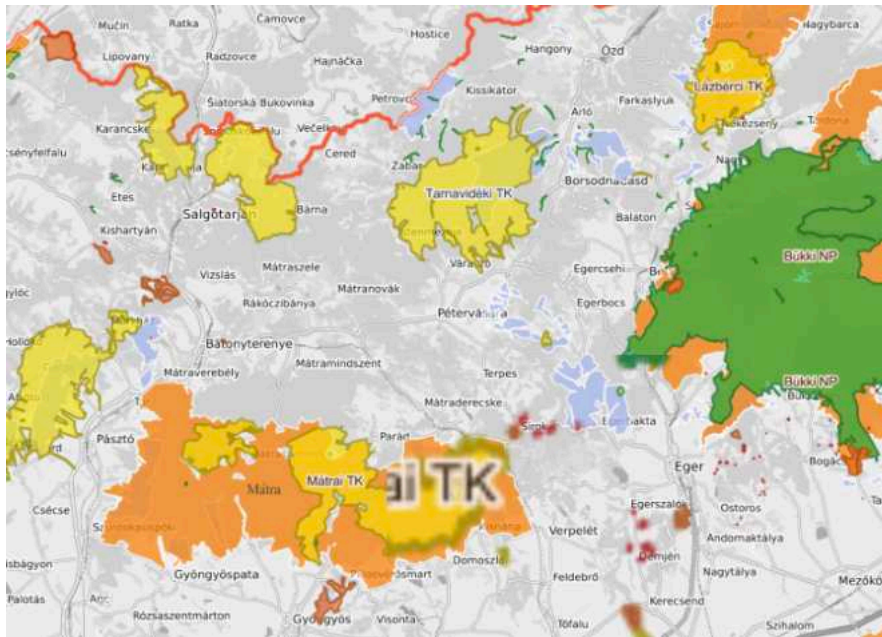 Mučín
Ratka
Čamovce
Hostice
Nagybarca
Lipovany
Radzovce
Hajnáčka
Hangony
Ózd
Kissikátor
Lázbérci TK
Šiatorská Bukovinka
Farkaslyuk
Arló
Cered
Tarnavidéki TK
Etes
Borsodnádasd
Salgótarján
Bárna
Balaton
Kishartyán
Bükki NP
Vizslás
Mátraszele
Egercsehi
Mátranovák
Rákóczibánya
Egerbocs
Pétervására
Bátonyterenye
Mátraverebély
Mátramindszent
Terpes
Bükki NP
Mátraderecske
Pásztó
Parád
Sirok
Eger
Mátrai TK
ai TK
Mátra
Csécse
Egerszalók
Ostoros
Verpelét
Andornaktálya
Demjén
Domoszló
Gyöngyöspata
Feldebrő
Nagytálya
Palotás
Kerecsend
Rózsaszentmárton
Gyöngyös
Visonta
Tófalu
Szihalom